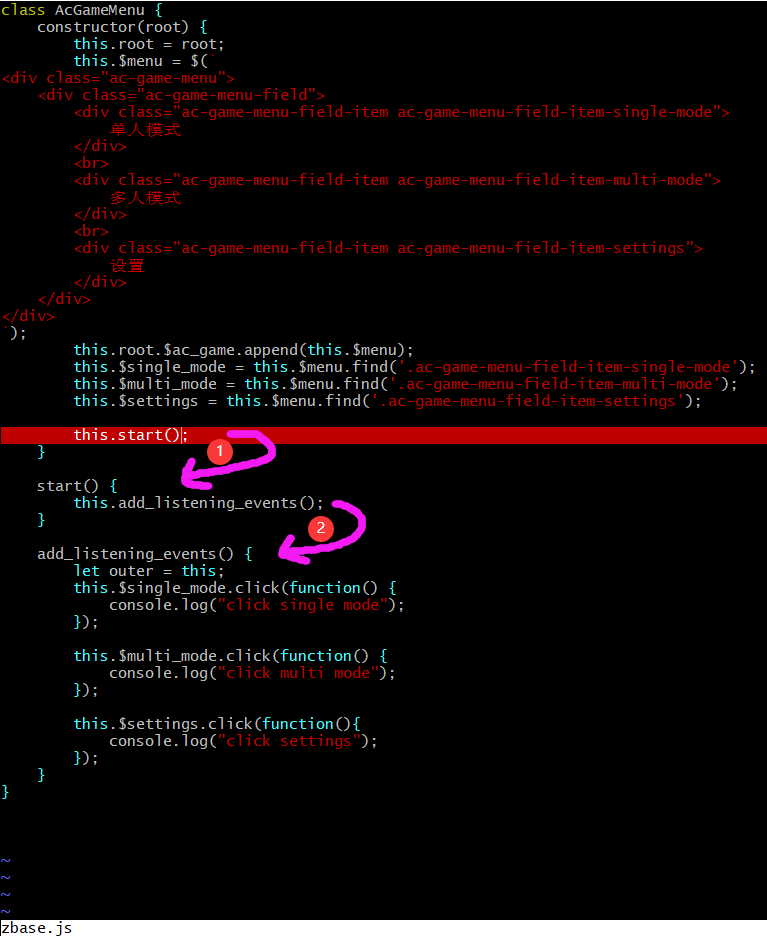 class AcGameMenu {
    constructor(root) {
        this.root = root;
        this.$menu = $(`
<div class="ac-game-menu">
    <div class="ac-game-menu-field">
        <div class="ac-game-menu-field-item ac-game-menu-field-item-single-mode">
            单人模式
        </div>
        <br>
        <div class="ac-game-menu-field-item ac-game-menu-field-item-multi-mode">
            多人模式
        </div>
        <br>
        <div class="ac-game-menu-field-item ac-game-menu-field-item-settings">
            设置
        </div>
    </div>
</div>
`);
        this.root.$ac_game.append(this.$menu);
        this.$single_mode = this.$menu.find('.ac-game-menu-field-item-single-mode');
        this.$multi_mode = this.$menu.find('.ac-game-menu-field-item-multi-mode');
        this.$settings = this.$menu.find('.ac-game-menu-field-item-settings');
        this.start();
1
    }
    start() {
        this.add_listening_events();
2
    }
    add_listening_events() {
        let outer = this;
        this.$single_mode.click(function() {
            console.log("click single mode");
        });
        this.$multi_mode.click(function() {
            console.log("click multi mode");
        });
        this.$settings.click(function(){
            console.log("click settings");
        });
    }
}
~
~
~
~
zbase.js